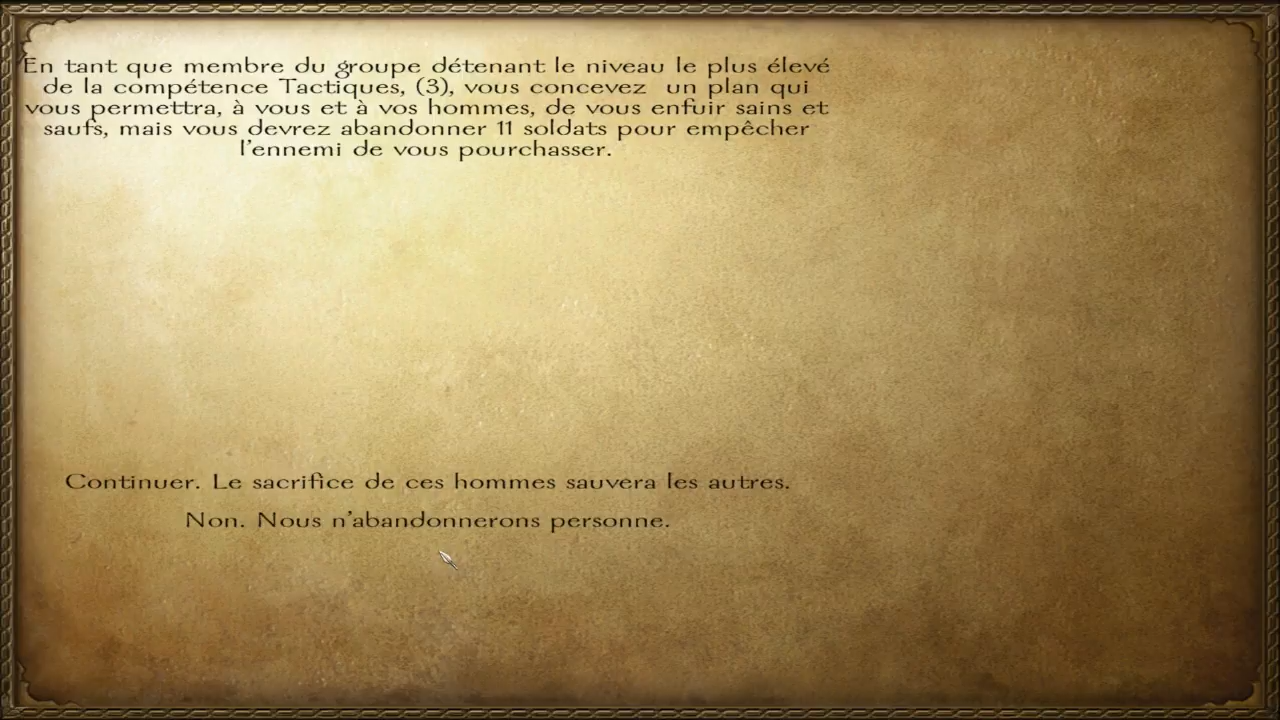 En tant que membre du groupe détenant le niveau le plus élevé
de la compétence Tactiques, (3), vous concevez  un plan qui
vous permettra, à vous et à vos hommes, de vous enfuir sains et
saufs, mais vous devrez abandonner 11 soldats pour empêcher
l'ennemi de vous pourchasser.
Continuer. Le sacrifice de ces hommes sauvera les autres.
Non. Nous n'abandonnerons personne.